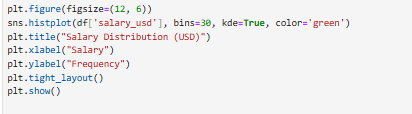 plt.figure(figsize=(12, 6))
sns.histplot(df['salary_usd'], bins=30, kde=True, color='green')
plt.title("Salary Distribution (USD)")
plt.xlabel("Salary")
plt.ylabel("Frequency")
plt.tight_layout()
plt.show()